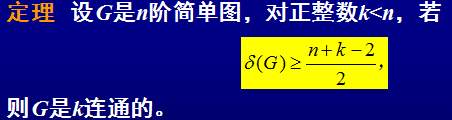 定理 设G是n阶简单图，对正整数k<n，若
δ(G) ≥ (n + k − 2)/2，
则G是k连通的。